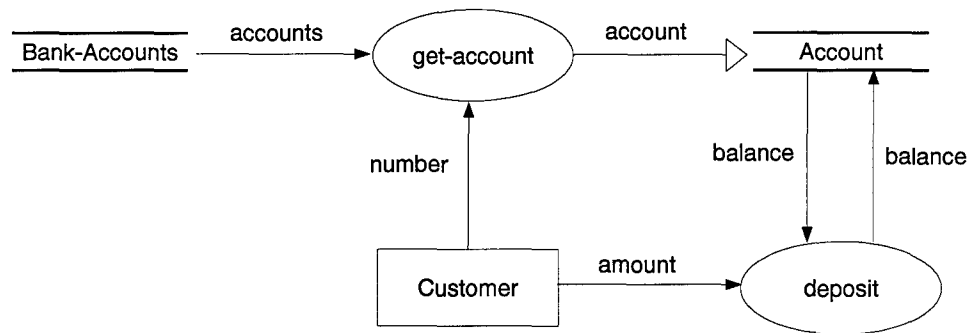 accounts
account
Bank-Accounts
get-account
Account
number
balance
balance
Customer
amount
deposit